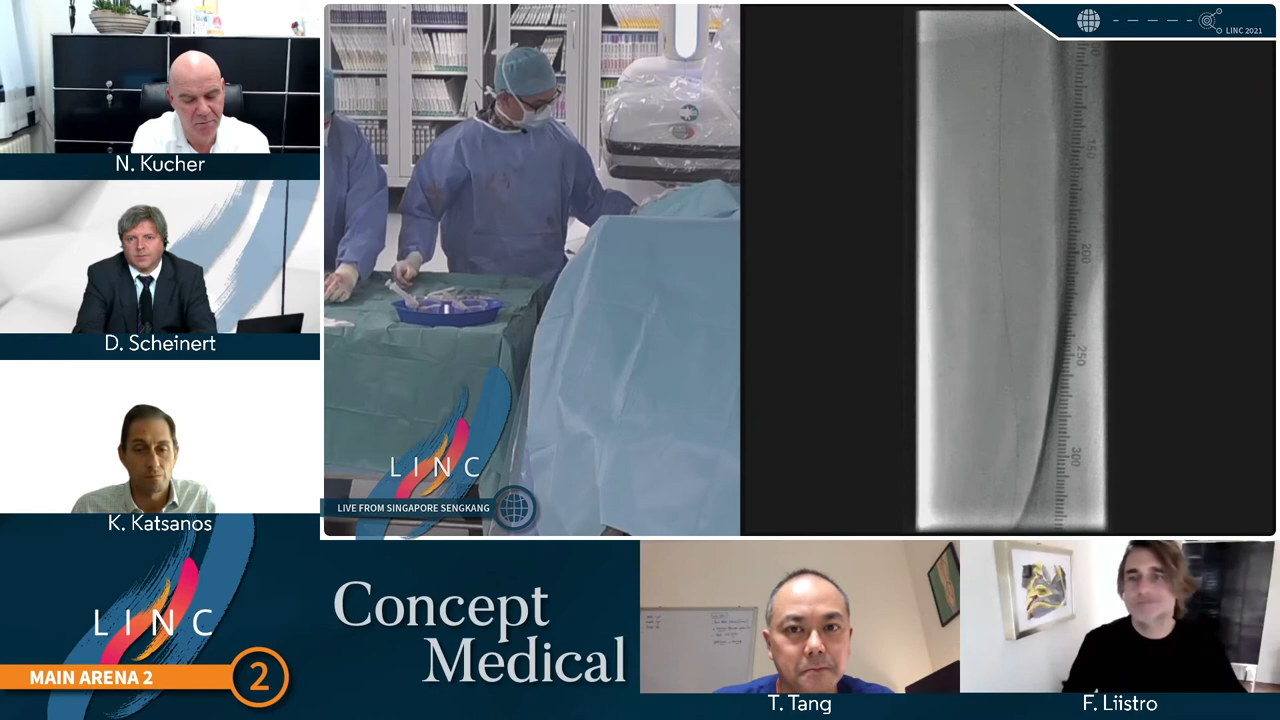 N. Kucher
D. Scheinert
K. Katsanos
LINC
MAIN ARENA 2
2
LINC
LIVE FROM SINGAPORE SENGKANG
LINC 2021
150
200
250
300
Concept
Medical
T. Tang
F. Liistro